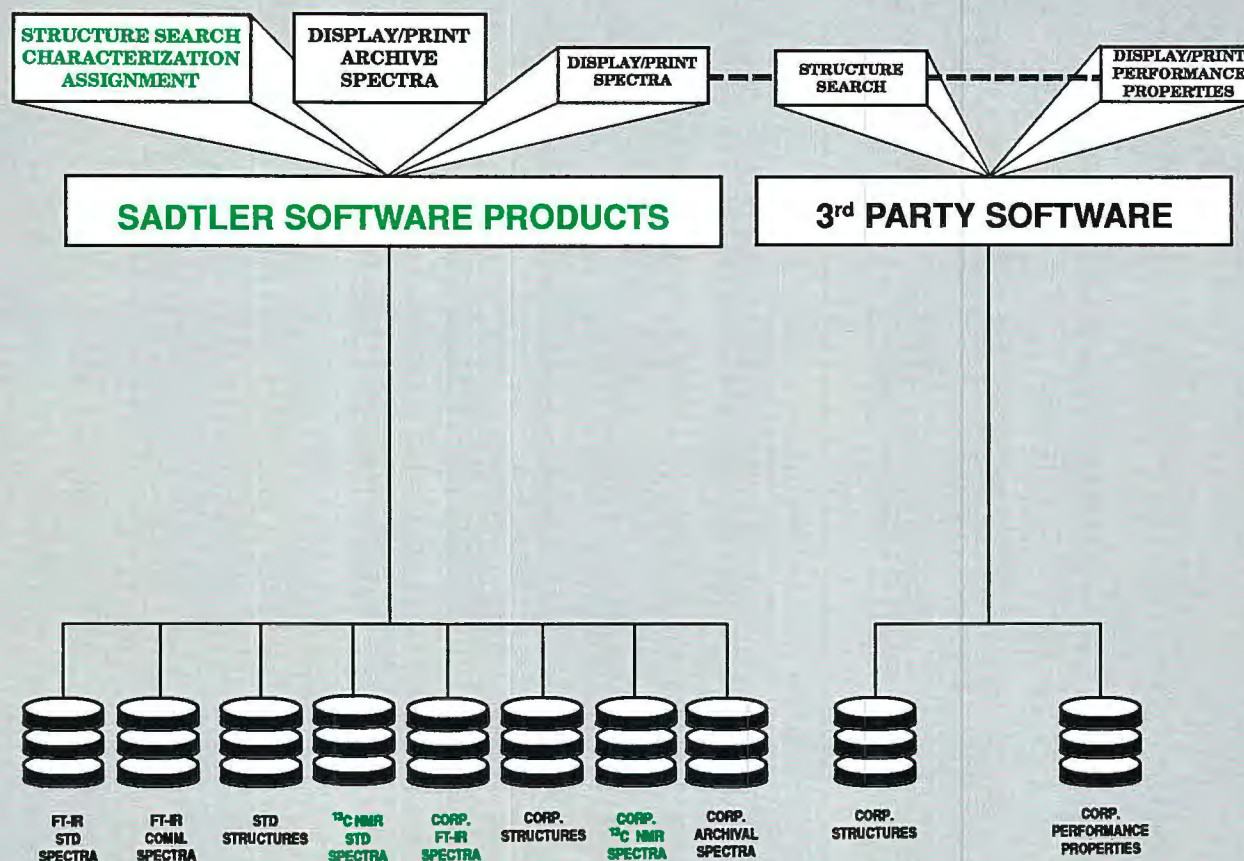 STRUCTURE SEARCH
CHARACTERIZATION
ASSIGNMENT
DISPLAY/PRINT
ARCHIVE
SPECTRA
DISPLAY/PRINT
SPECTRA
STRUCTURE
SEARCH
DISPLAY/PRINT
PERFORMANCE
PROPERTIES
SADTLER SOFTWARE PRODUCTS
3rd PARTY SOFTWARE
FT-IR
STD
SPECTRA
FT-IR
COMM.
SPECTRA
STD
STRUCTURES
13C NMR
STD
SPECTRA
CORP.
FT-IR
SPECTRA
CORP.
STRUCTURES
CORP.
13C NMR
SPECTRA
CORP.
ARCHIVAL
SPECTRA
CORP.
STRUCTURES
CORP.
PERFORMANCE
PROPERTIES